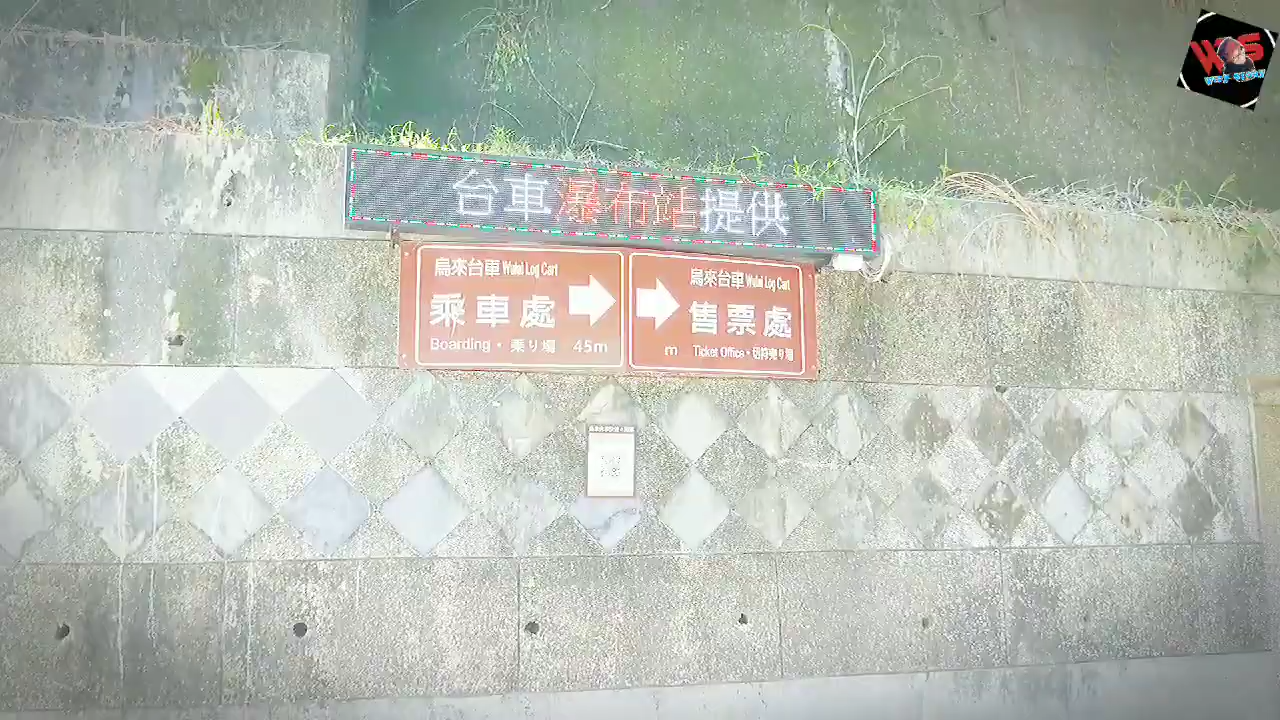 台車瀑布站提供
烏來台車 Wulai Log Cart
乘車處
Boarding・乗り場 45m
烏來台車 Wulai Log Cart
售票處
m Ticket Office・切符売り場